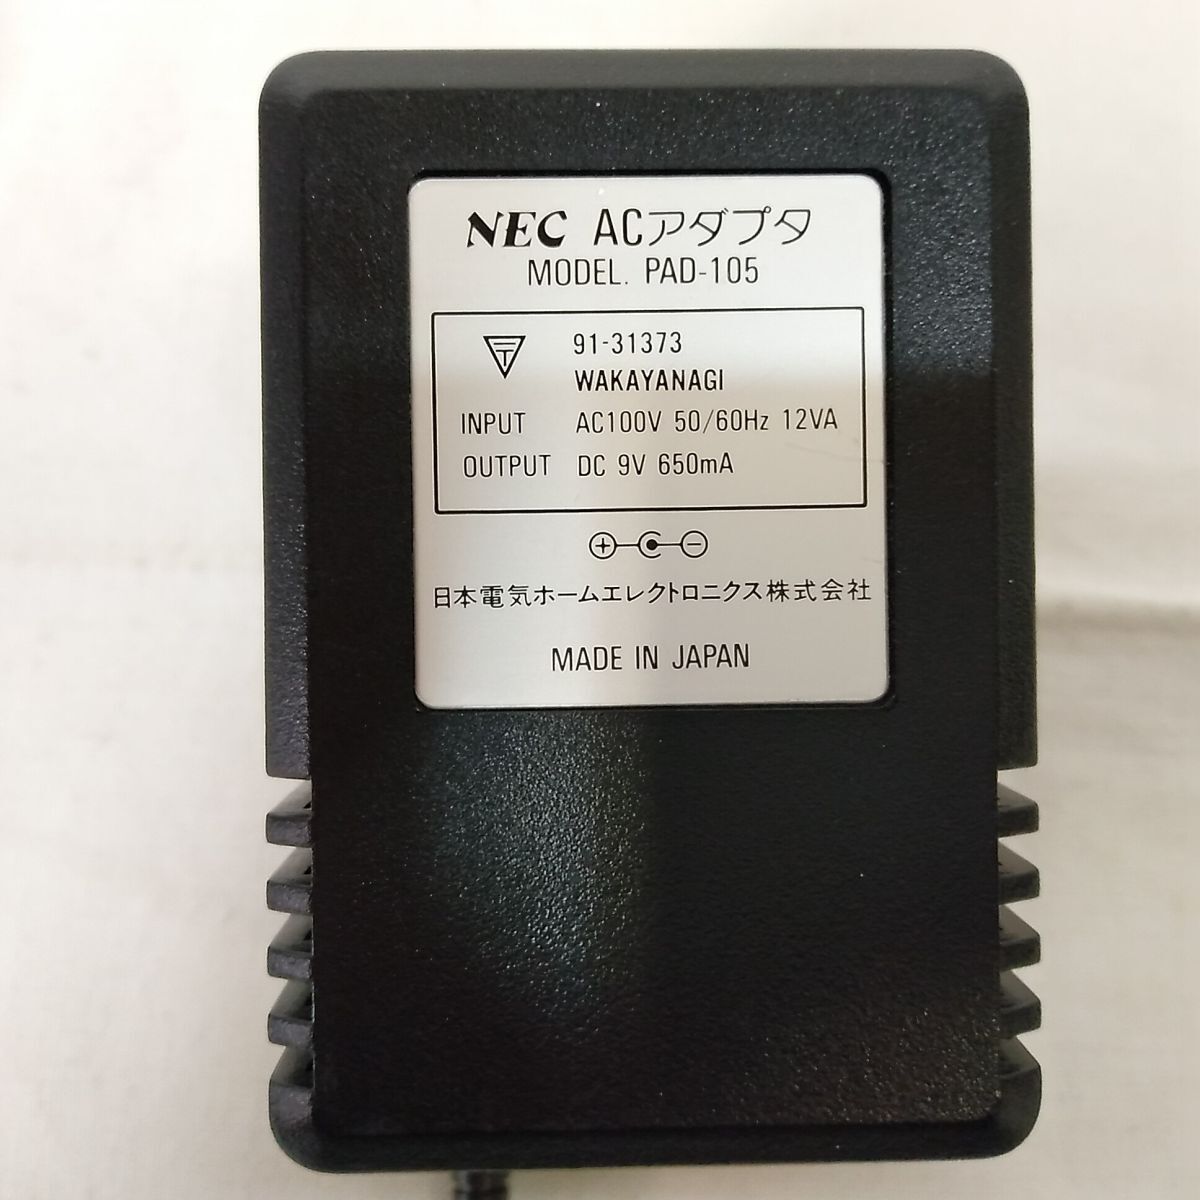 NEC ACアダプタ
MODEL. PAD-105
T 91-31373
WAKAYANAGI
INPUT AC100V 50/60Hz 12VA
OUTPUT DC 9V 650mA
日本電気ホームエレクトロニクス株式会社
MADE IN JAPAN